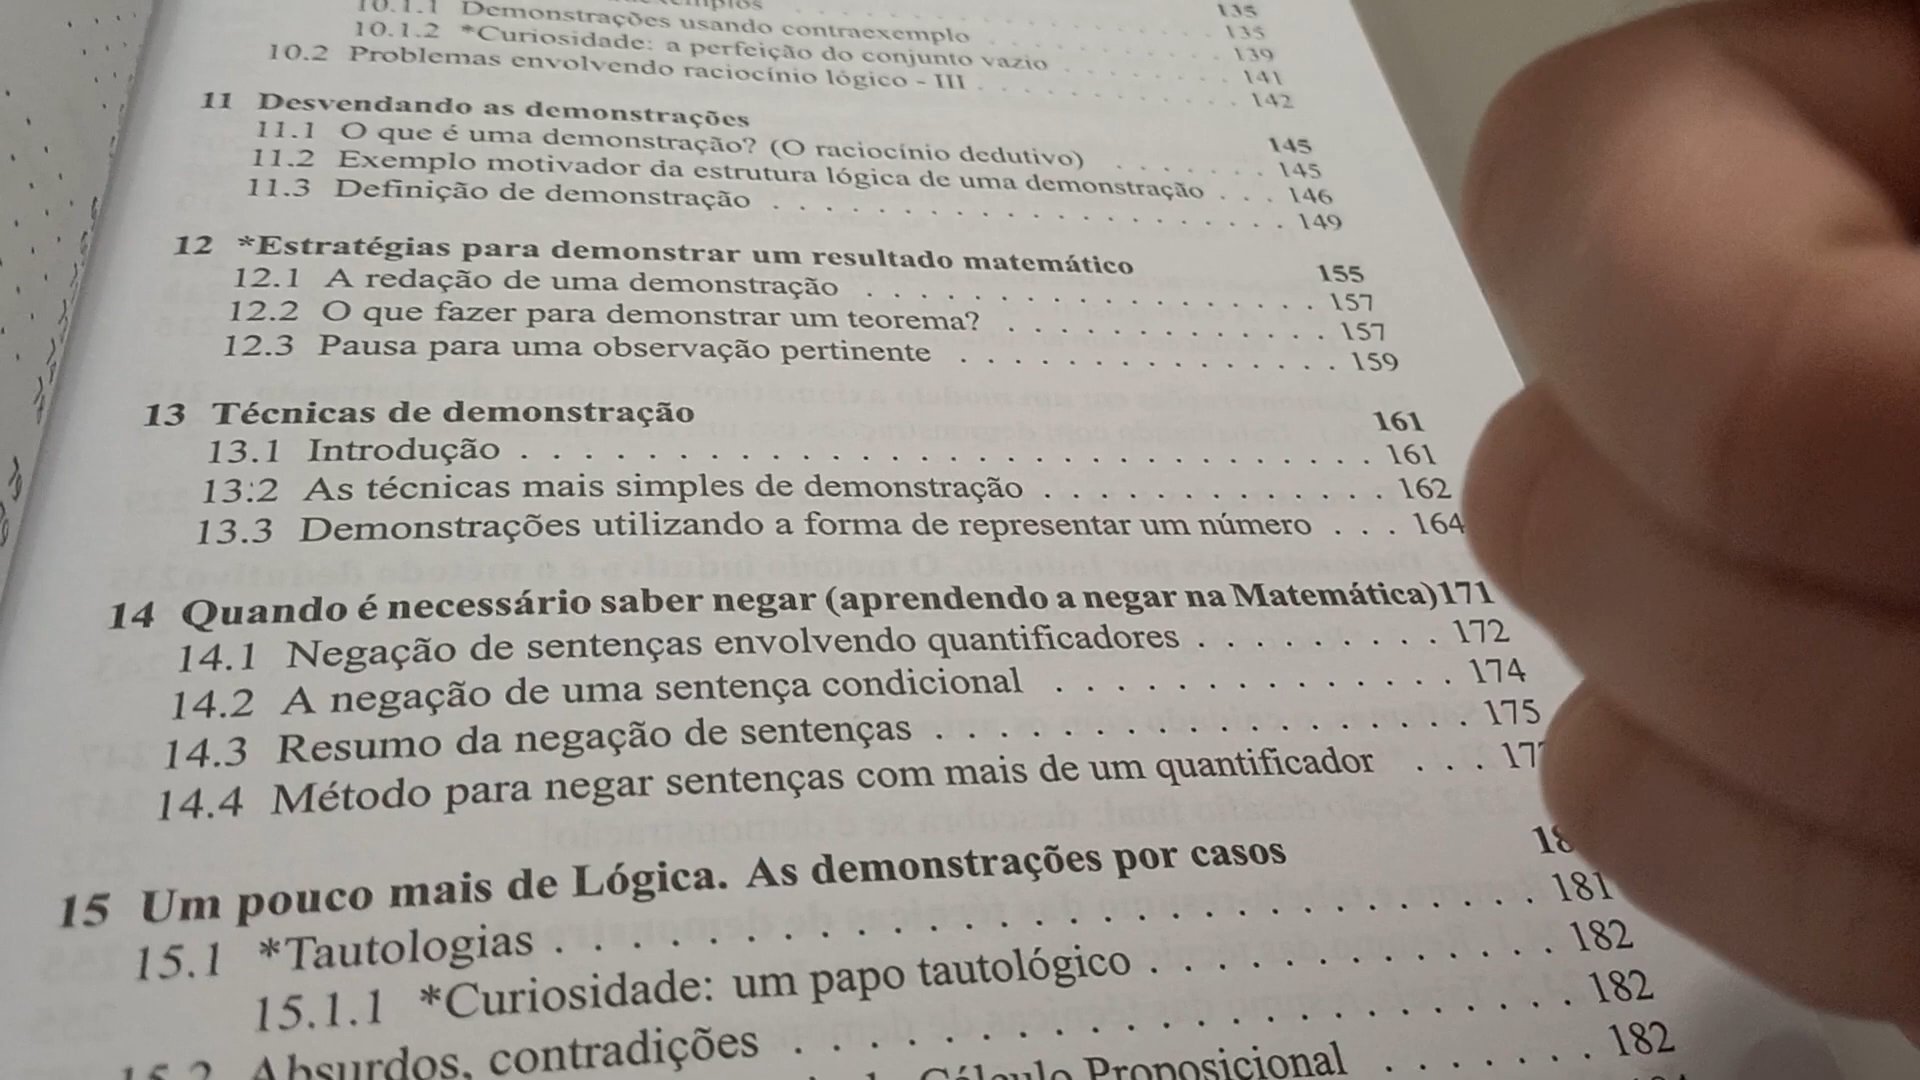 10.1.1 Demonstrações usando contraexemplo . . . 135
10.1.2 *Curiosidade: a perfeição do conjunto vazio . . . 139
10.2 Problemas envolvendo raciocínio lógico - III . . . 141
142
11 Desvendando as demonstrações 145
11.1 O que é uma demonstração? (O raciocínio dedutivo) . . . 145
11.2 Exemplo motivador da estrutura lógica de uma demonstração . . . 146
11.3 Definição de demonstração . . . 149
12 *Estratégias para demonstrar um resultado matemático 155
12.1 A redação de uma demonstração . . . 157
12.2 O que fazer para demonstrar um teorema? . . . 157
12.3 Pausa para uma observação pertinente . . . 159
13 Técnicas de demonstração 161
13.1 Introdução . . . 161
13.2 As técnicas mais simples de demonstração . . . 162
13.3 Demonstrações utilizando a forma de representar um número . . . 164
14 Quando é necessário saber negar (aprendendo a negar na Matemática)171
14.1 Negação de sentenças envolvendo quantificadores . . . 172
14.2 A negação de uma sentença condicional . . . 174
14.3 Resumo da negação de sentenças . . . 175
14.4 Método para negar sentenças com mais de um quantificador . . .
15 Um pouco mais de Lógica. As demonstrações por casos
15.1 *Tautologias . . . 181
15.1.1 *Curiosidade: um papo tautológico . . . 182
15.2 Absurdos, contradições . . . 182
Cálculo Proposicional . . . 182